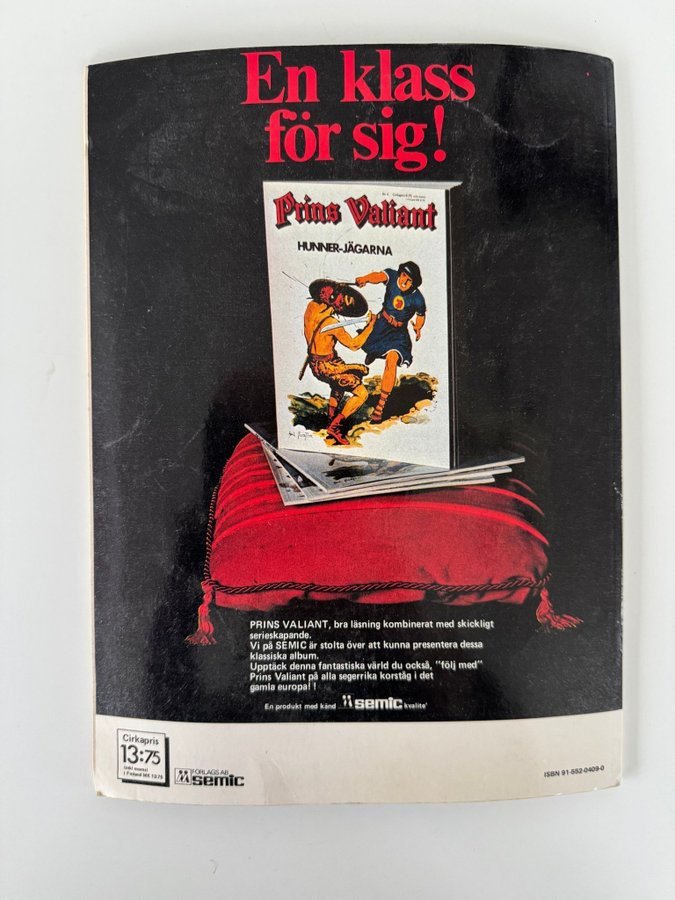 En klass
för sig!
Prins Valiant
HUNNER-JÄGARNA
PRINS VALIANT, bra läsning kombinerat med skickligt
serieskapande.
Vi på SEMIC är stolta över att kunna presentera dessa
klassiska album.
Upptäck denna fantastiska värld du också, "följ med"
Prins Valiant på alla segerrika korståg i det
gamla europa! !
En produkt med känd semic kvalite'
Cirkapris
13:75
(inkl moms)
I Finland
FÖRLAGS AB
semic
ISBN 91-552-0409-0